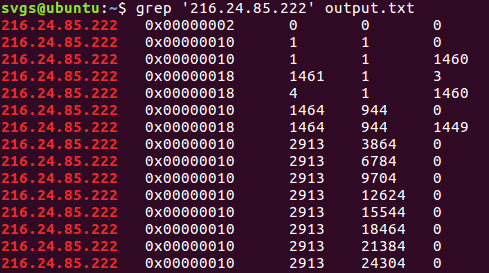 svgs@ubuntu:~$ grep '216.24.85.222' output.txt
216.24.85.222 0x00000002 0 0 0
216.24.85.222 0x00000010 1 1 0
216.24.85.222 0x00000010 1 1 1460
216.24.85.222 0x00000018 1461 1 3
216.24.85.222 0x00000018 4 1 1460
216.24.85.222 0x00000010 1464 944 0
216.24.85.222 0x00000018 1464 944 1449
216.24.85.222 0x00000010 2913 3864 0
216.24.85.222 0x00000010 2913 6784 0
216.24.85.222 0x00000010 2913 9704 0
216.24.85.222 0x00000010 2913 12624 0
216.24.85.222 0x00000010 2913 15544 0
216.24.85.222 0x00000010 2913 18464 0
216.24.85.222 0x00000010 2913 21384 0
216.24.85.222 0x00000010 2913 24304 0